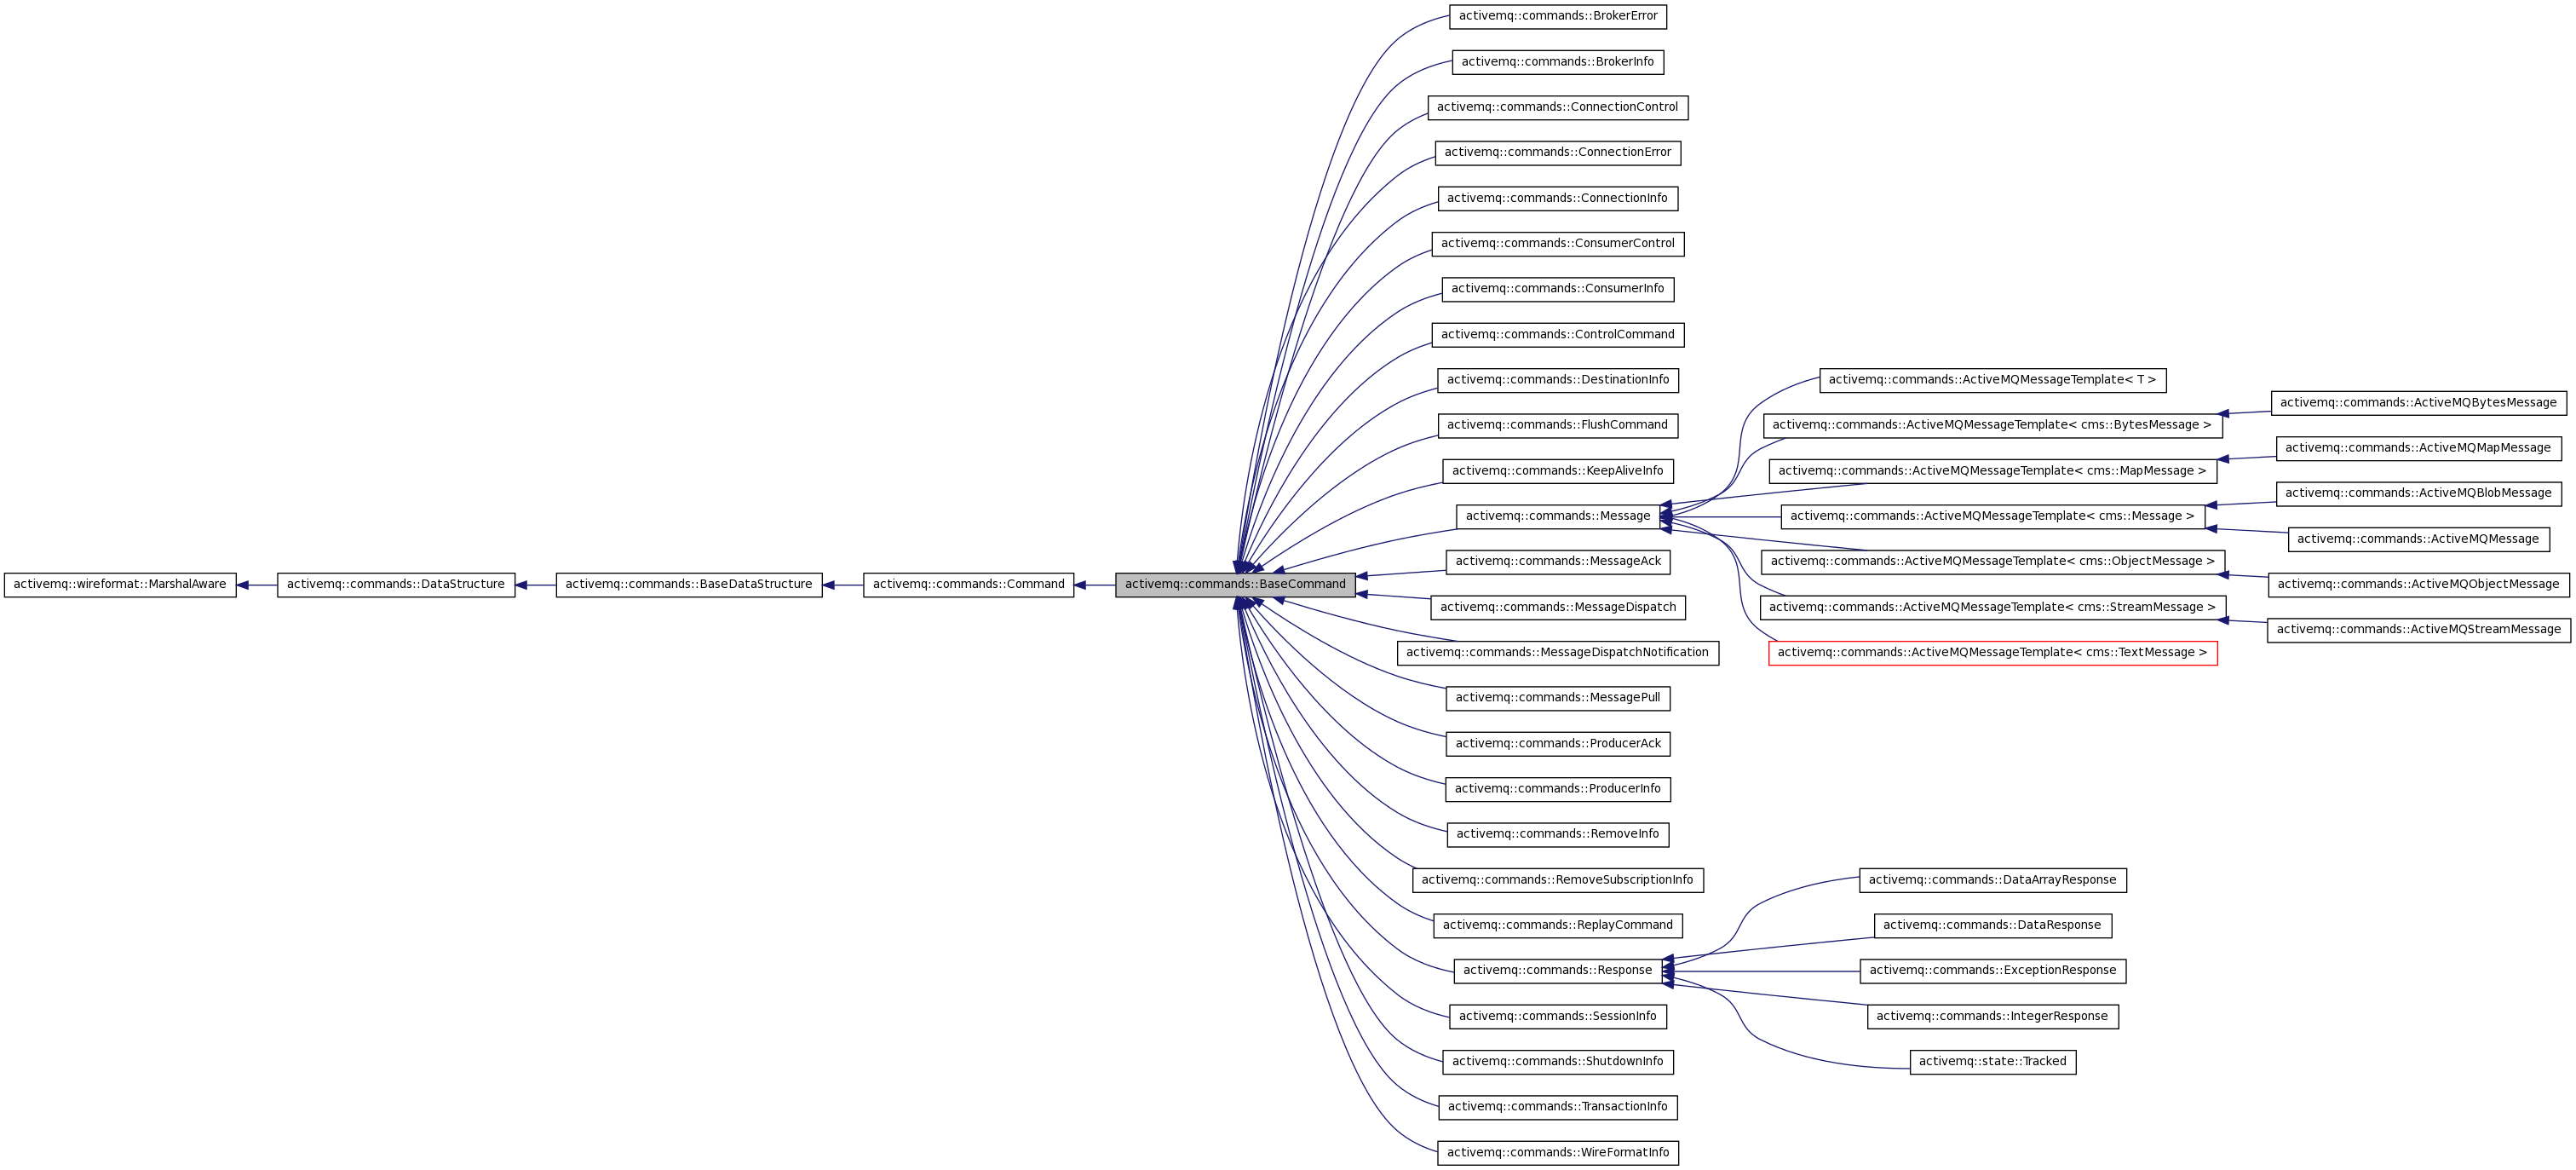 activemq::wireformat::MarshalAware
activemq::commands::DataStructure
activemq::commands::BaseDataStructure
activemq::commands::Command
activemq::commands::BaseCommand
activemq::commands::BrokerError
activemq::commands::BrokerInfo
activemq::commands::ConnectionControl
activemq::commands::ConnectionError
activemq::commands::ConnectionInfo
activemq::commands::ConsumerControl
activemq::commands::ConsumerInfo
activemq::commands::ControlCommand
activemq::commands::DestinationInfo
activemq::commands::FlushCommand
activemq::commands::KeepAliveInfo
activemq::commands::Message
activemq::commands::MessageAck
activemq::commands::MessageDispatch
activemq::commands::MessageDispatchNotification
activemq::commands::MessagePull
activemq::commands::ProducerAck
activemq::commands::ProducerInfo
activemq::commands::RemoveInfo
activemq::commands::RemoveSubscriptionInfo
activemq::commands::ReplayCommand
activemq::commands::Response
activemq::commands::SessionInfo
activemq::commands::ShutdownInfo
activemq::commands::TransactionInfo
activemq::commands::WireFormatInfo
activemq::commands::ActiveMQMessageTemplate< T >
activemq::commands::ActiveMQMessageTemplate< cms::BytesMessage >
activemq::commands::ActiveMQMessageTemplate< cms::MapMessage >
activemq::commands::ActiveMQMessageTemplate< cms::Message >
activemq::commands::ActiveMQMessageTemplate< cms::ObjectMessage >
activemq::commands::ActiveMQMessageTemplate< cms::StreamMessage >
activemq::commands::ActiveMQMessageTemplate< cms::TextMessage >
activemq::commands::DataArrayResponse
activemq::commands::DataResponse
activemq::commands::ExceptionResponse
activemq::commands::IntegerResponse
activemq::state::Tracked
activemq::commands::ActiveMQBytesMessage
activemq::commands::ActiveMQMapMessage
activemq::commands::ActiveMQBlobMessage
activemq::commands::ActiveMQMessage
activemq::commands::ActiveMQObjectMessage
activemq::commands::ActiveMQStreamMessage